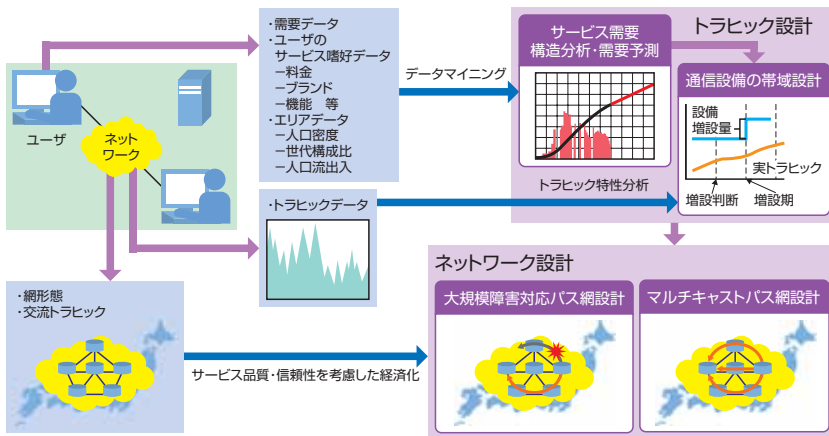 ユーザ
ネット
ワーク
・需要データ
・ユーザの
サービス嗜好データ
－料金
－ブランド
－機能　等
・エリアデータ
－人口密度
－世代構成比
－人口流出入
データマイニング
トラヒック設計
サービス需要
構造分析・需要予測
通信設備の帯域設計
設備
増設量
実トラヒック
増設判断
増設期
・トラヒックデータ
トラヒック特性分析
・網形態
・交流トラヒック
サービス品質・信頼性を考慮した経済化
ネットワーク設計
大規模障害対応パス網設計
マルチキャストパス網設計